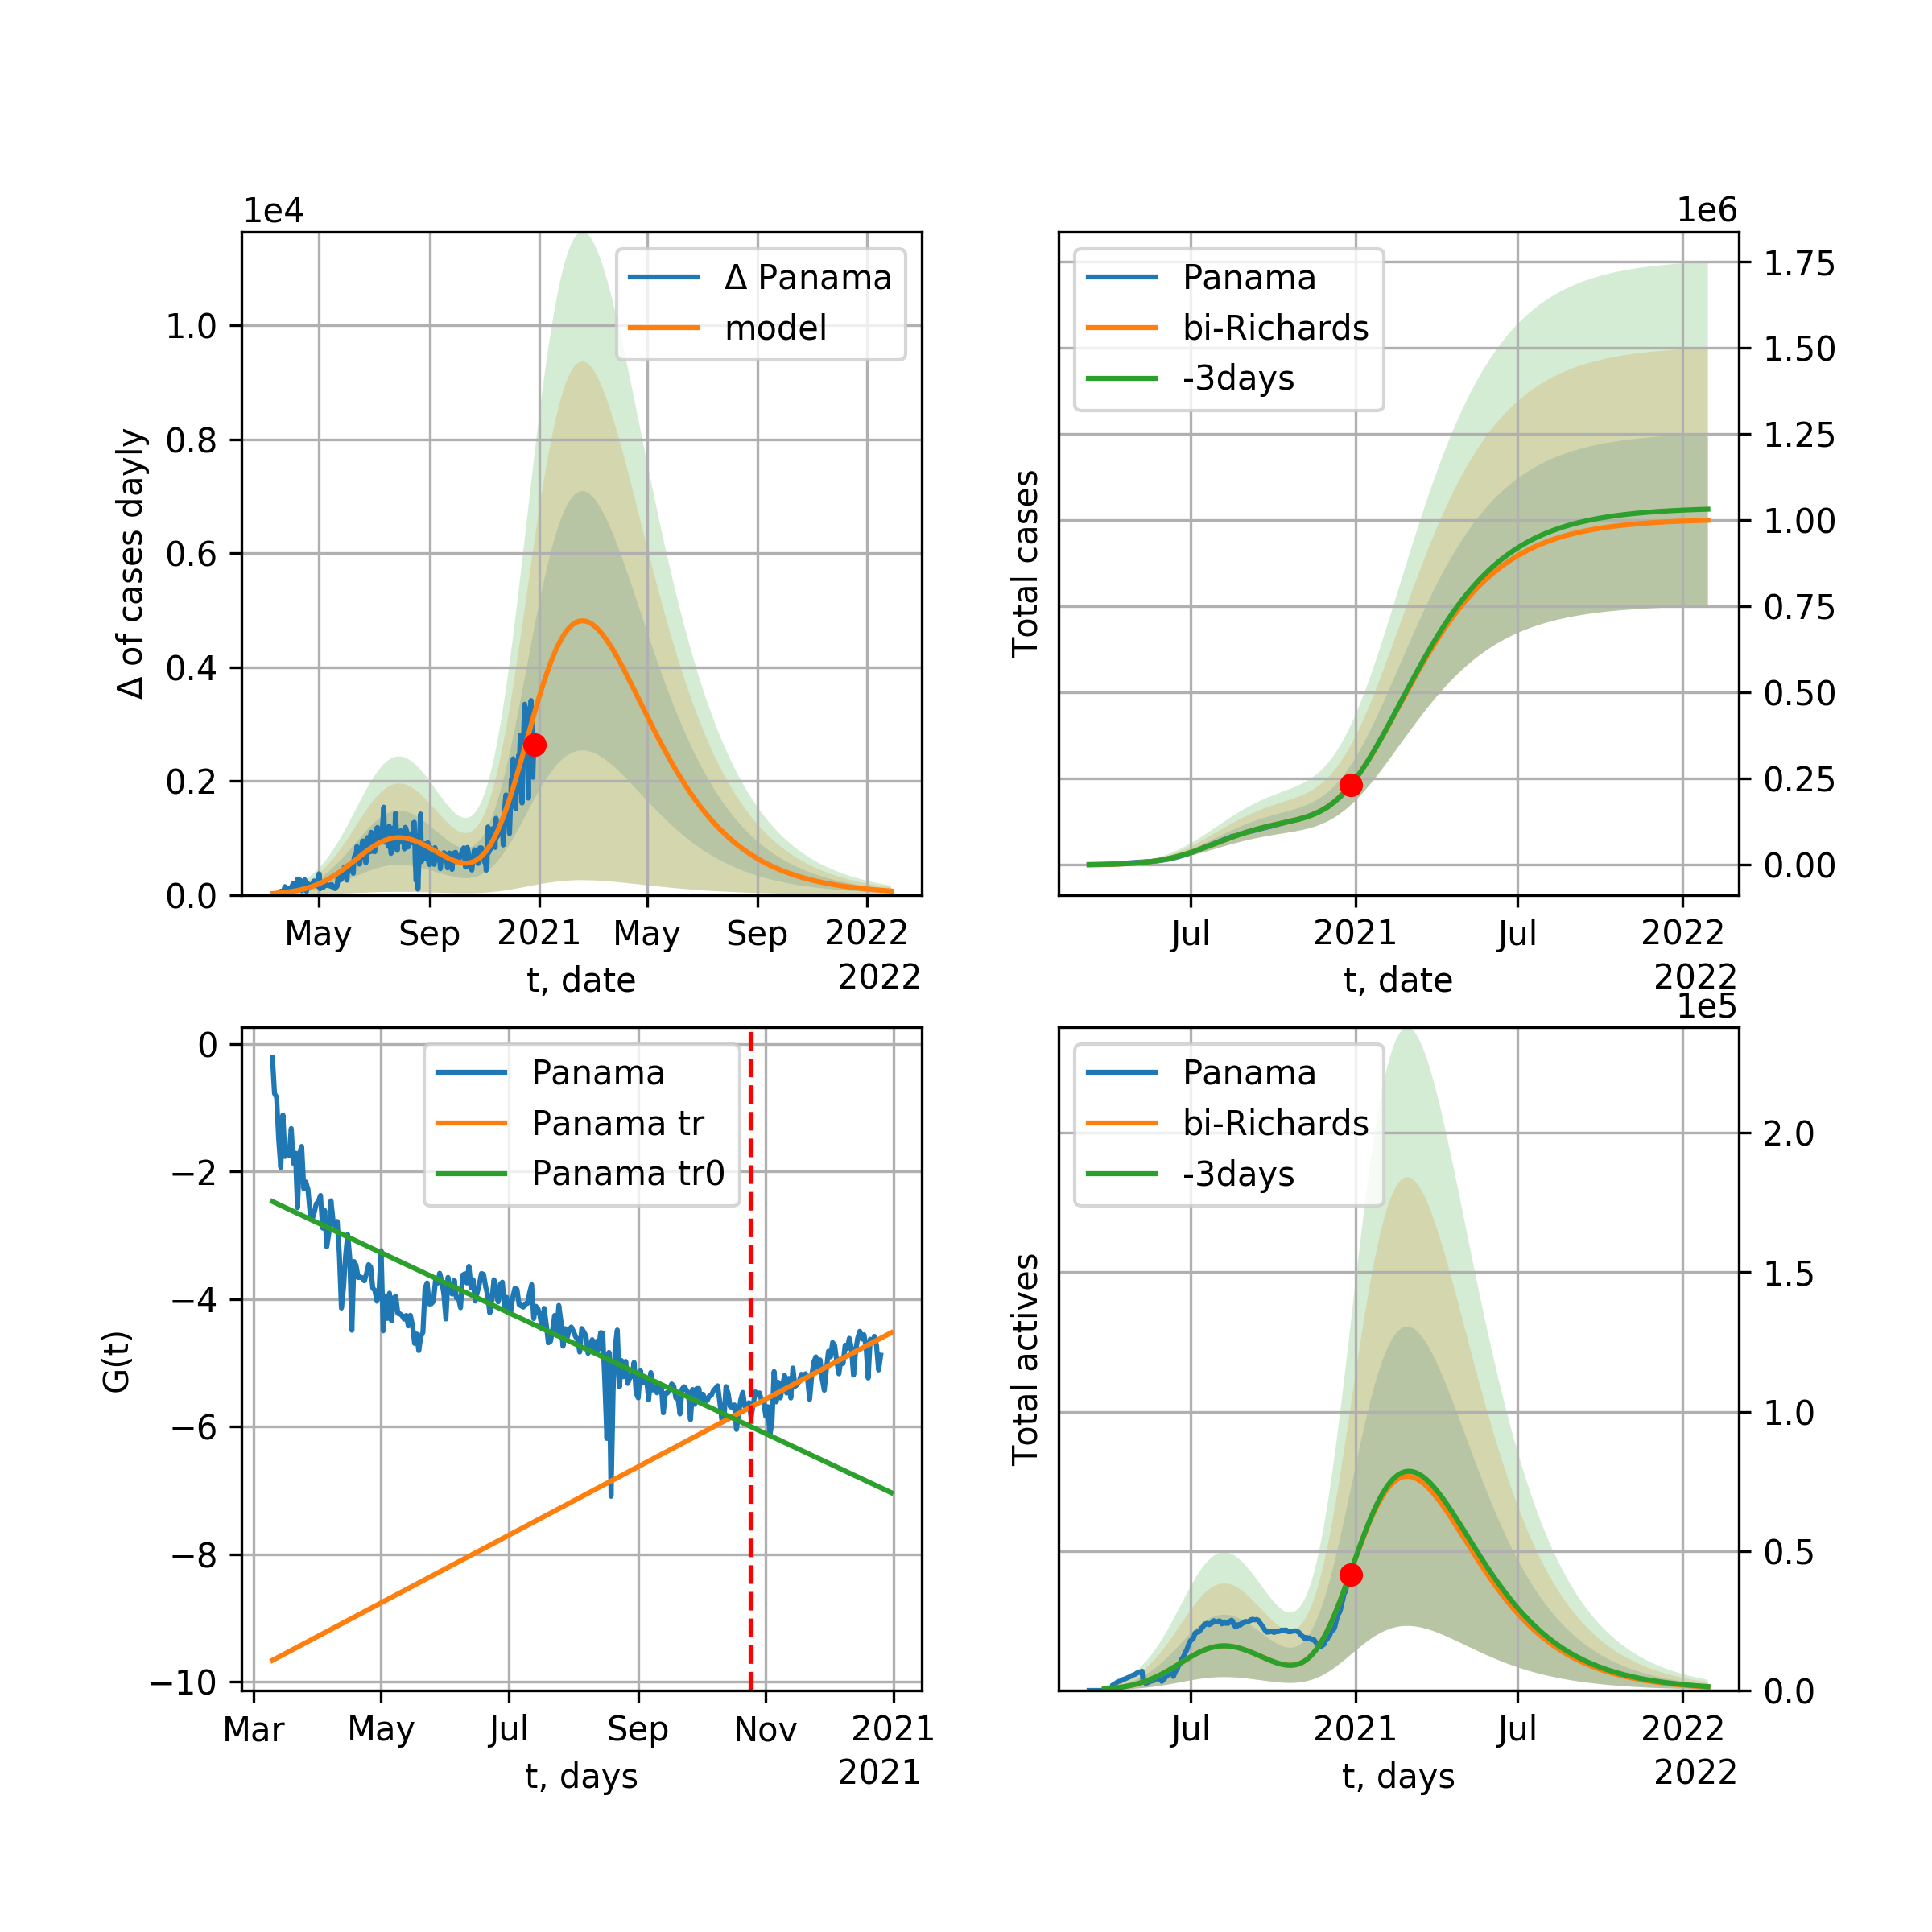 1e4
Δ of cases dayly
1.0
0.8
0.6
0.4
0.2
0.0
Δ Panama
model
May Sep 2021 May Sep 2022
t, date
2022
1e6
Total cases
Panama
bi-Richards
-3days
1.75
1.50
1.25
1.00
0.75
0.50
0.25
0.00
Jul 2021 Jul 2022
t, date
2022
G(t)
0
−2
−4
−6
−8
−10
Panama
Panama tr
Panama tr0
Mar May Jul Sep Nov 2021
t, days
2021
1e5
Total actives
Panama
bi-Richards
-3days
2.0
1.5
1.0
0.5
0.0
Jul 2021 Jul 2022
t, days
2022